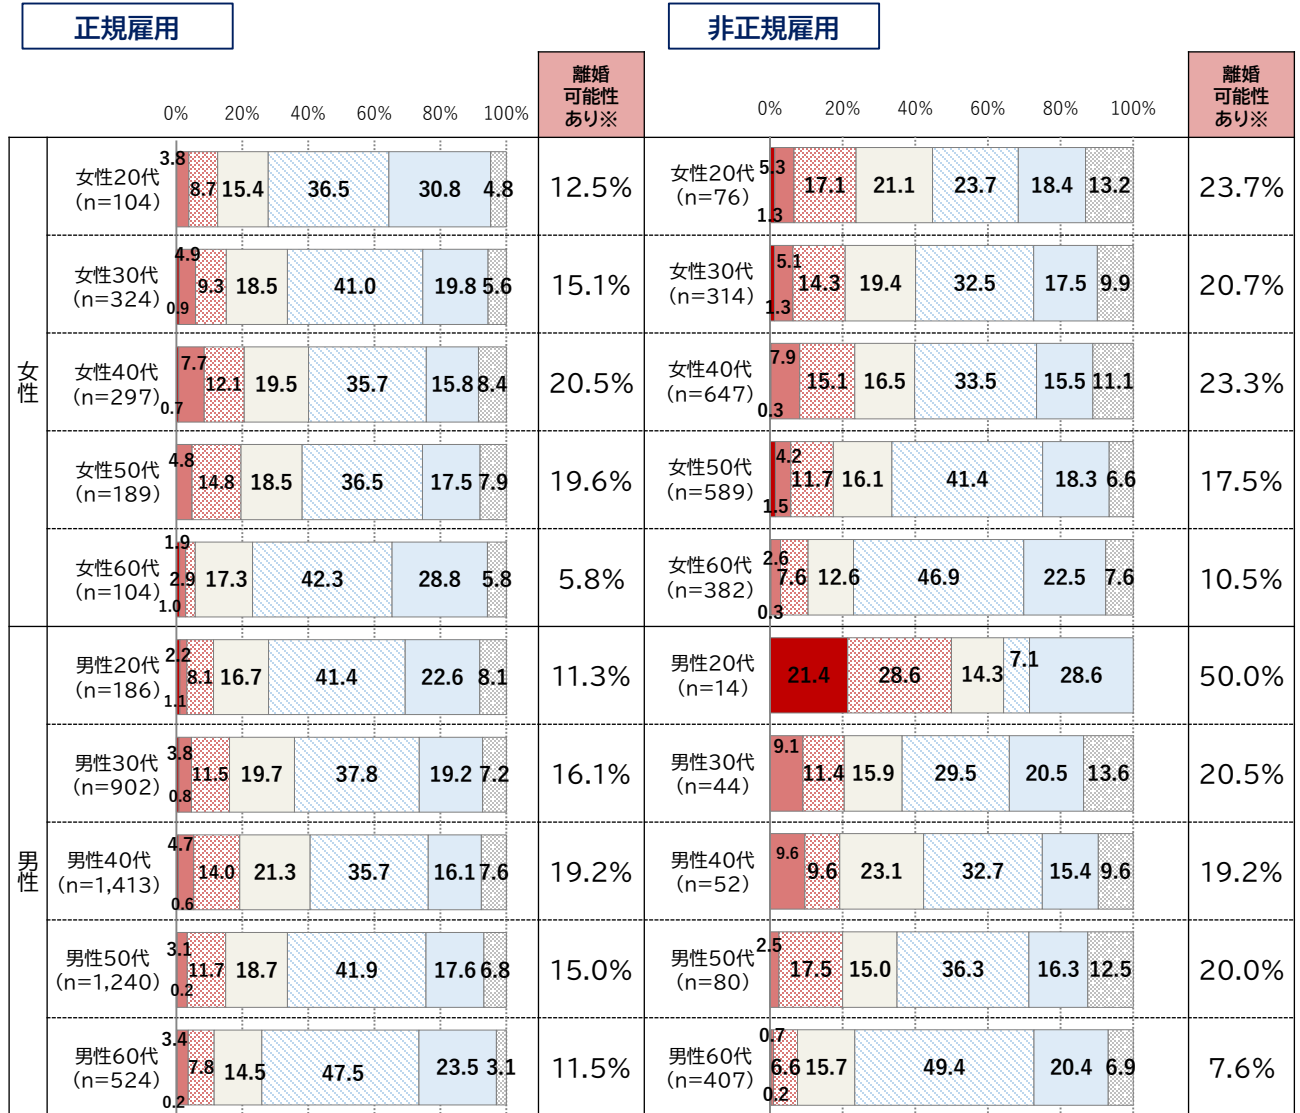 正規雇用
非正規雇用
離婚
可能性
あり※
0% 20% 40% 60% 80% 100%
離婚
可能性
あり※
0% 20% 40% 60% 80% 100%
女性
女性20代
(n=104)
3.8 8.7 15.4 36.5 30.8 4.8
12.5%
女性20代
(n=76)
1.3 5.3 17.1 21.1 23.7 18.4 13.2
23.7%
女性30代
(n=324)
0.9 4.9 9.3 18.5 41.0 19.8 5.6
15.1%
女性30代
(n=314)
1.3 5.1 14.3 19.4 32.5 17.5 9.9
20.7%
女性40代
(n=297)
0.7 7.7 12.1 19.5 35.7 15.8 8.4
20.5%
女性40代
(n=647)
0.3 7.9 15.1 16.5 33.5 15.5 11.1
23.3%
女性50代
(n=189)
4.8 14.8 18.5 36.5 17.5 7.9
19.6%
女性50代
(n=589)
1.5 4.2 11.7 16.1 41.4 18.3 6.6
17.5%
女性60代
(n=104)
1.0 1.9 2.9 17.3 42.3 28.8 5.8
5.8%
女性60代
(n=382)
0.3 2.6 7.6 12.6 46.9 22.5 7.6
10.5%
男性
男性20代
(n=186)
1.1 2.2 8.1 16.7 41.4 22.6 8.1
11.3%
男性20代
(n=14)
21.4 28.6 14.3 7.1 28.6
50.0%
男性30代
(n=902)
0.8 3.8 11.5 19.7 37.8 19.2 7.2
16.1%
男性30代
(n=44)
9.1 11.4 15.9 29.5 20.5 13.6
20.5%
男性40代
(n=1,413)
0.6 4.7 14.0 21.3 35.7 16.1 7.6
19.2%
男性40代
(n=52)
9.6 9.6 23.1 32.7 15.4 9.6
19.2%
男性50代
(n=1,240)
0.2 3.1 11.7 18.7 41.9 17.6 6.8
15.0%
男性50代
(n=80)
2.5 17.5 15.0 36.3 16.3 12.5
20.0%
男性60代
(n=524)
0.2 3.4 7.8 14.5 47.5 23.5 3.1
11.5%
男性60代
(n=407)
0.2 0.7 6.6 15.7 49.4 20.4 6.9
7.6%